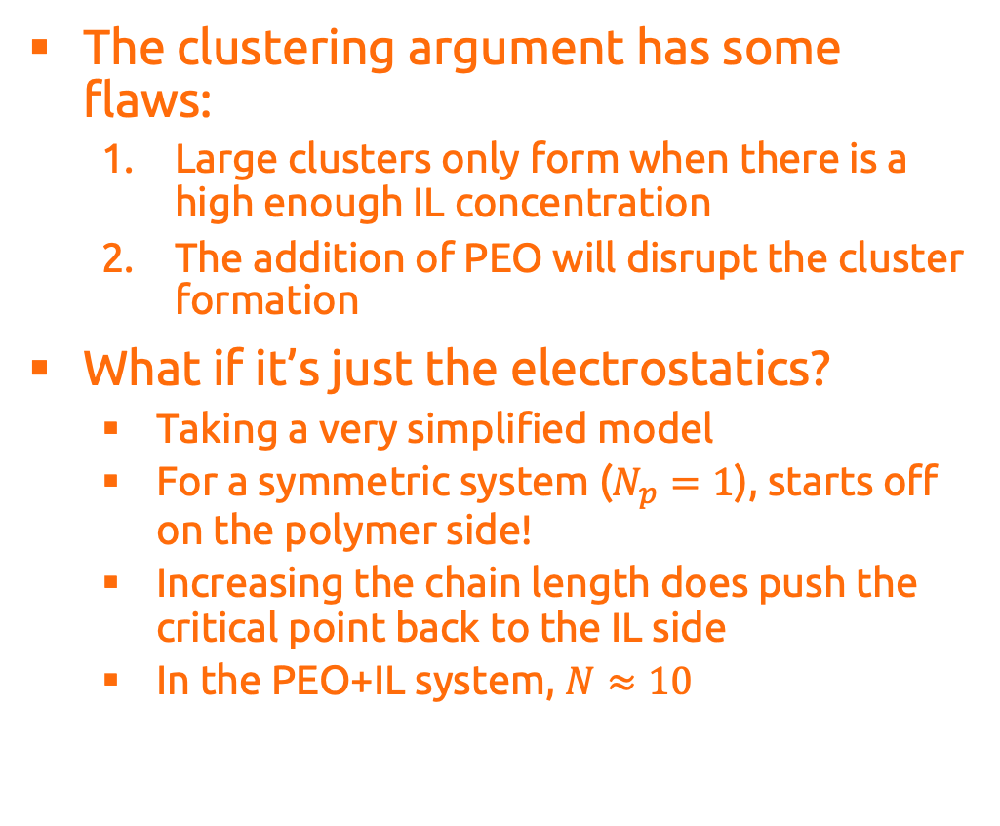 ▪ The clustering argument has some
flaws:
1. Large clusters only form when there is a
high enough IL concentration
2. The addition of PEO will disrupt the cluster
formation
▪ What if it’s just the electrostatics?
▪ Taking a very simplified model
▪ For a symmetric system (𝑁ₚ = 1), starts off
on the polymer side!
▪ Increasing the chain length does push the
critical point back to the IL side
▪ In the PEO+IL system, 𝑁 ≈ 10